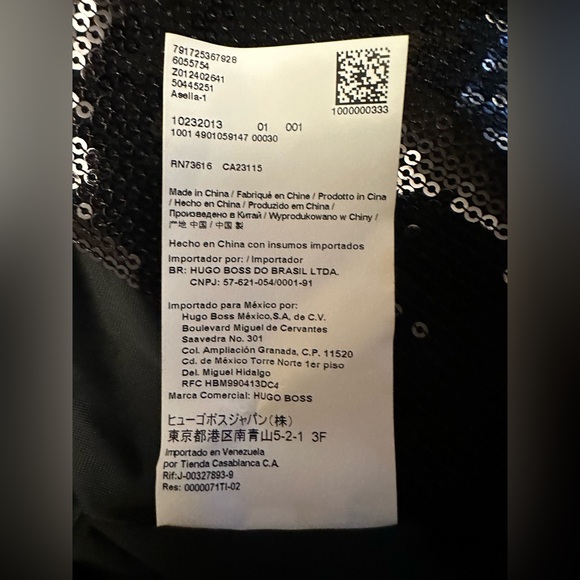 791725367928
6055754
Z012402641
50445251
Asella-1
1000000333
10232013 01 001
1001 4901059147 00030
RN73616 CA23115
Made in China / Fabriqué en Chine / Prodotto in Cina
/ Hecho en China / Produzido em China /
Произведено в Китай / Wyprodukowano w Chiny /
产地 中国 / 中国 製
Hecho en China con insumos importados
Importador por: / Importador
BR: HUGO BOSS DO BRASIL LTDA.
CNPJ: 57-621-054/0001-91
Importado para México por:
Hugo Boss México,S.A, de C.V.
Boulevard Miguel de Cervantes
Saavedra No. 301
Col. Ampliación Granada, C.P. 11520
Cd. de México Torre Norte 1er piso
Del. Miguel Hidalgo
RFC HBM990413DC4
Marca Comercial: HUGO BOSS
ヒューゴボスジャパン(株)
東京都港区南青山5-2-1 3F
Importado en Venezuela
por Tienda Casablanca C.A.
Rif:J-00327893-9
Res: 0000071TI-02